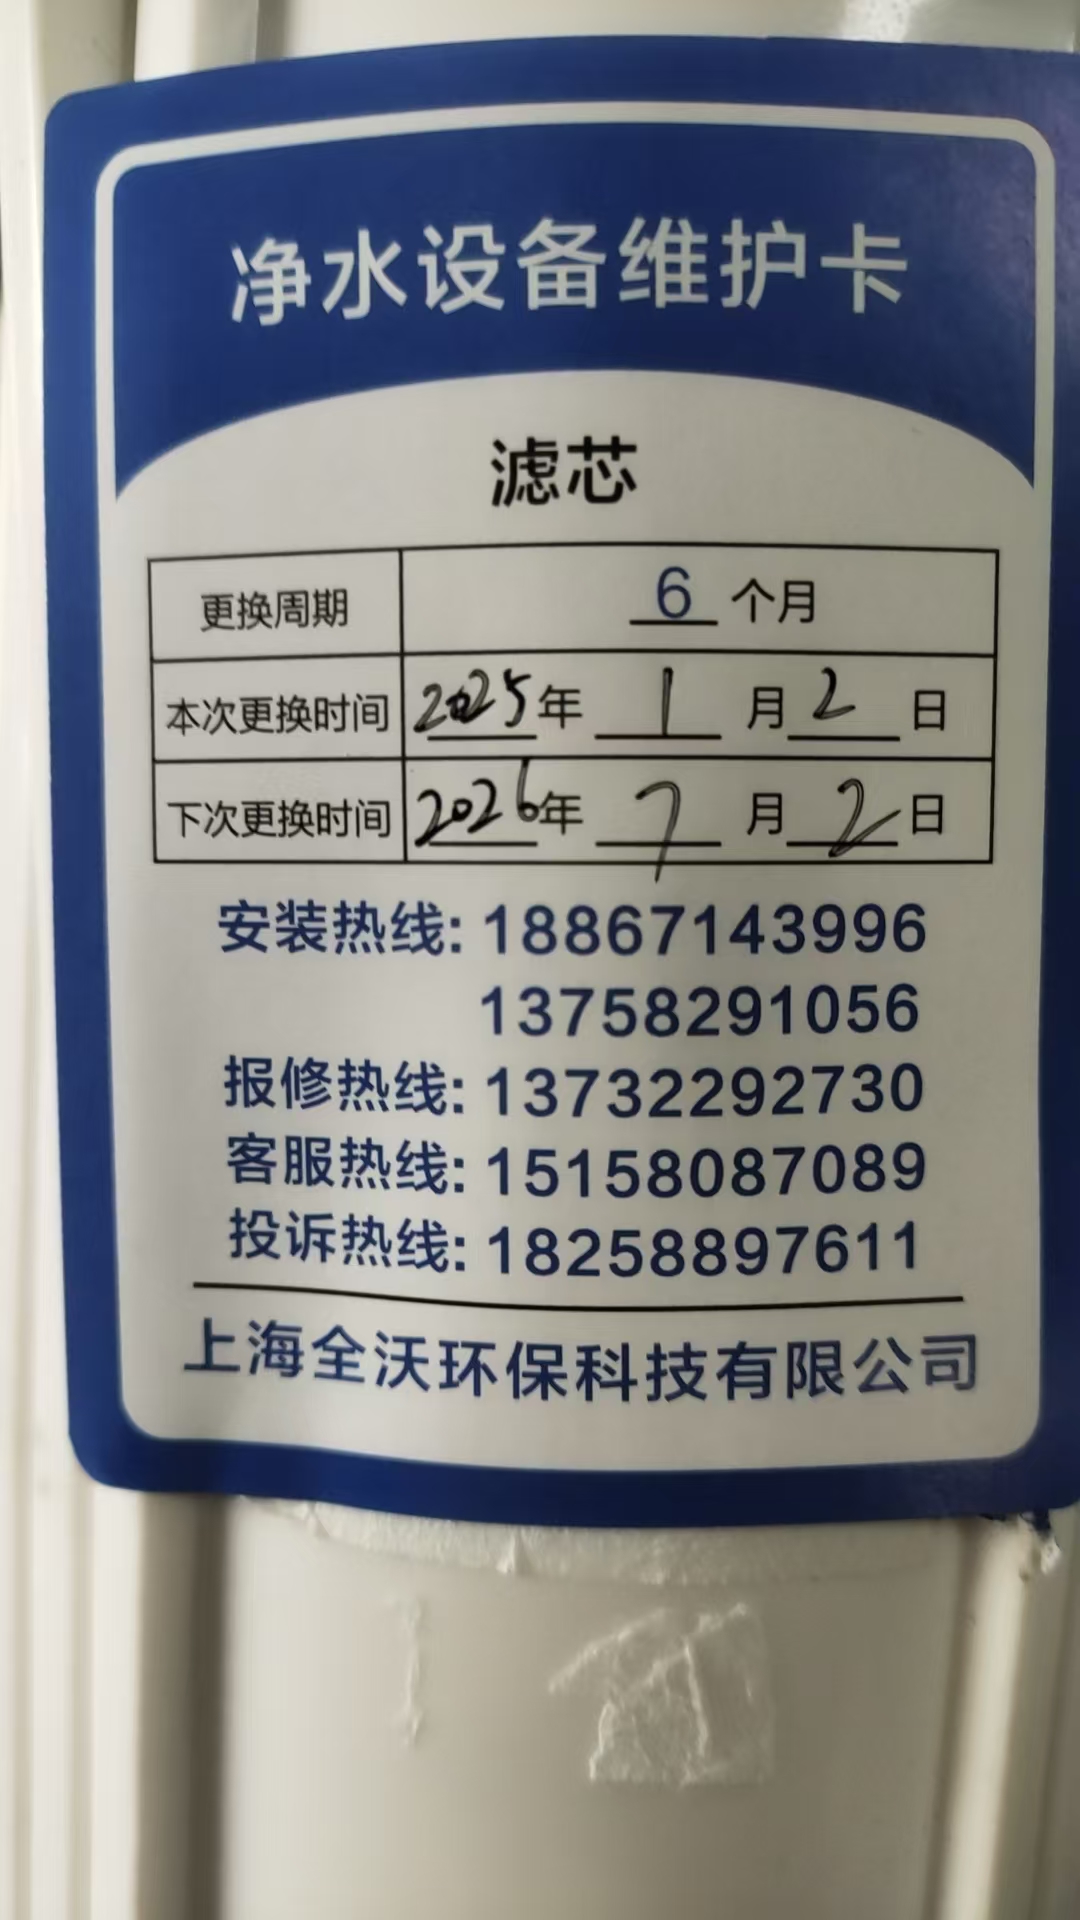 净水设备维护卡
滤芯
更换周期 6 个月
本次更换时间 2025年 1 月 2 日
下次更换时间 2026年 7 月 2 日
安装热线: 18867143996
13758291056
报修热线: 13732292730
客服热线: 15158087089
投诉热线: 18258897611
上海全沃环保科技有限公司